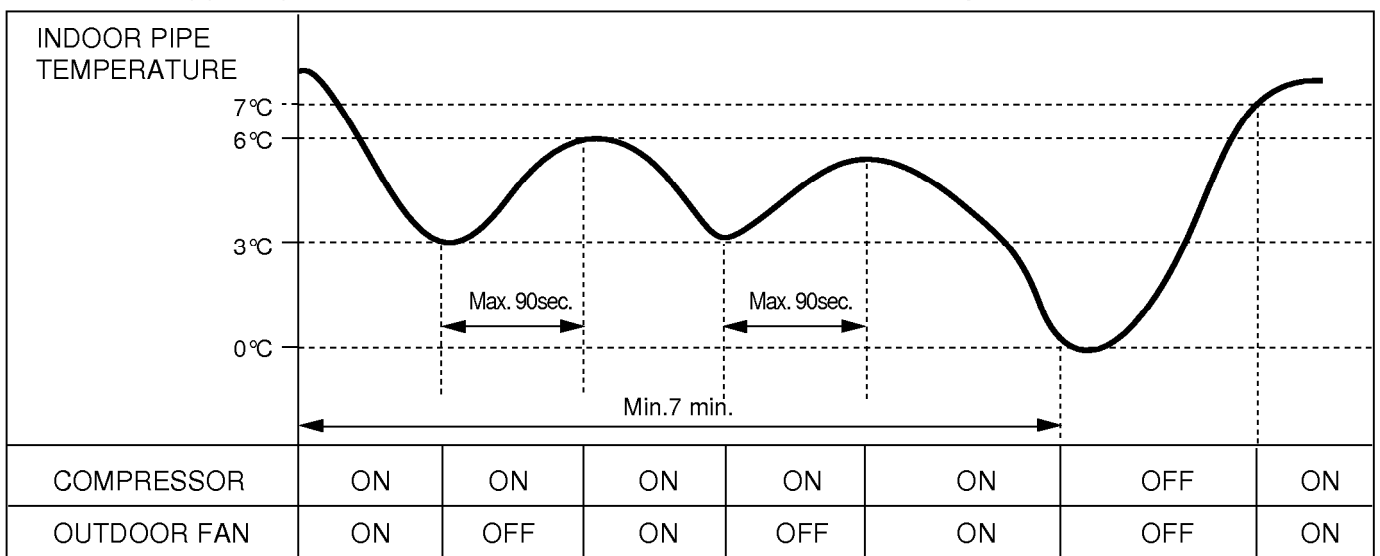 INDOOR PIPE
TEMPERATURE
7°C
6°C
3°C
Max. 90sec. Max. 90sec.
0°C
Min.7 min.
COMPRESSOR ON ON ON ON ON OFF ON
OUTDOOR FAN ON OFF ON OFF ON OFF ON